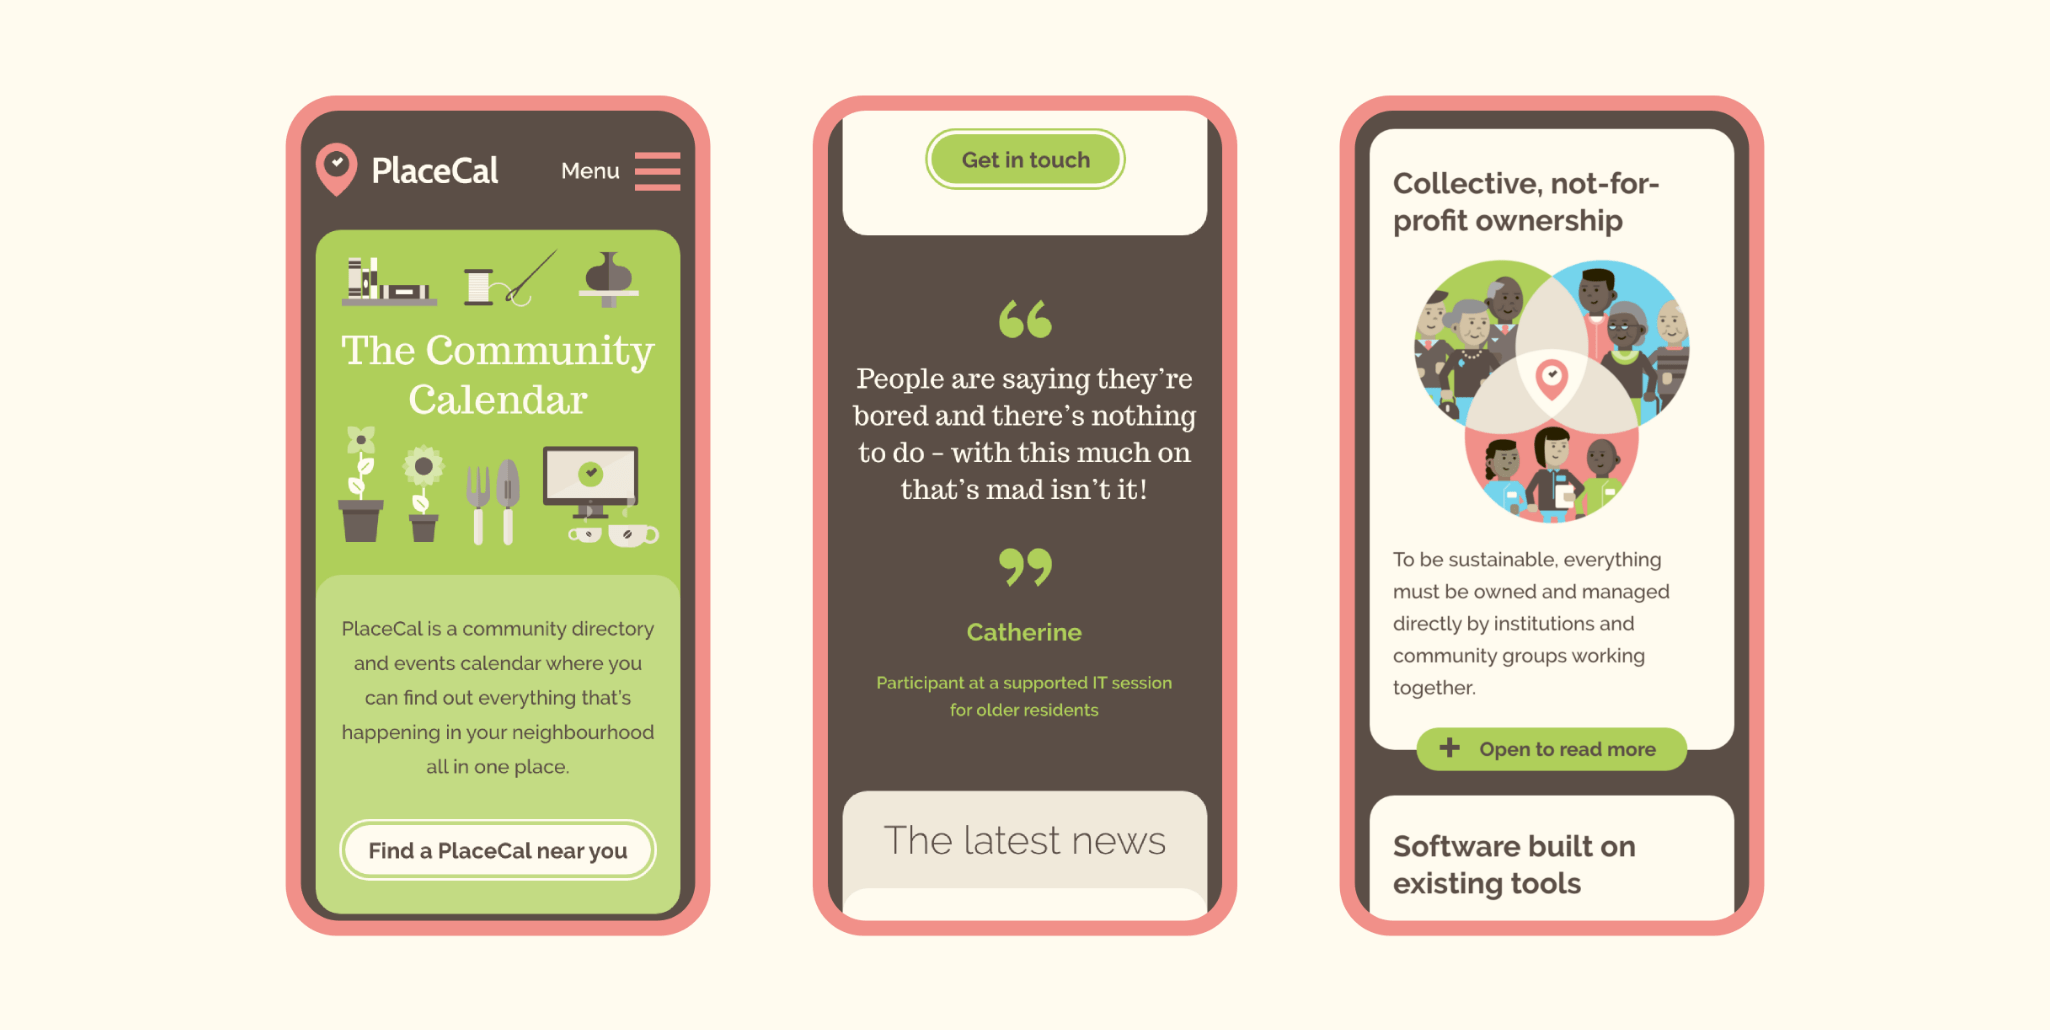 PlaceCal
Menu
The Community
Calendar
PlaceCal is a community directory
and events calendar where you
can find out everything that's
happening in your neighbourhood
all in one place.
Find a PlaceCal near you
Get in touch
“
People are saying they’re
bored and there’s nothing
to do – with this much on
that’s mad isn’t it!
”
Catherine
Participant at a supported IT session
for older residents
The latest news
Collective, not-for-
profit ownership
To be sustainable, everything
must be owned and managed
directly by institutions and
community groups working
together.
+ Open to read more
Software built on
existing tools